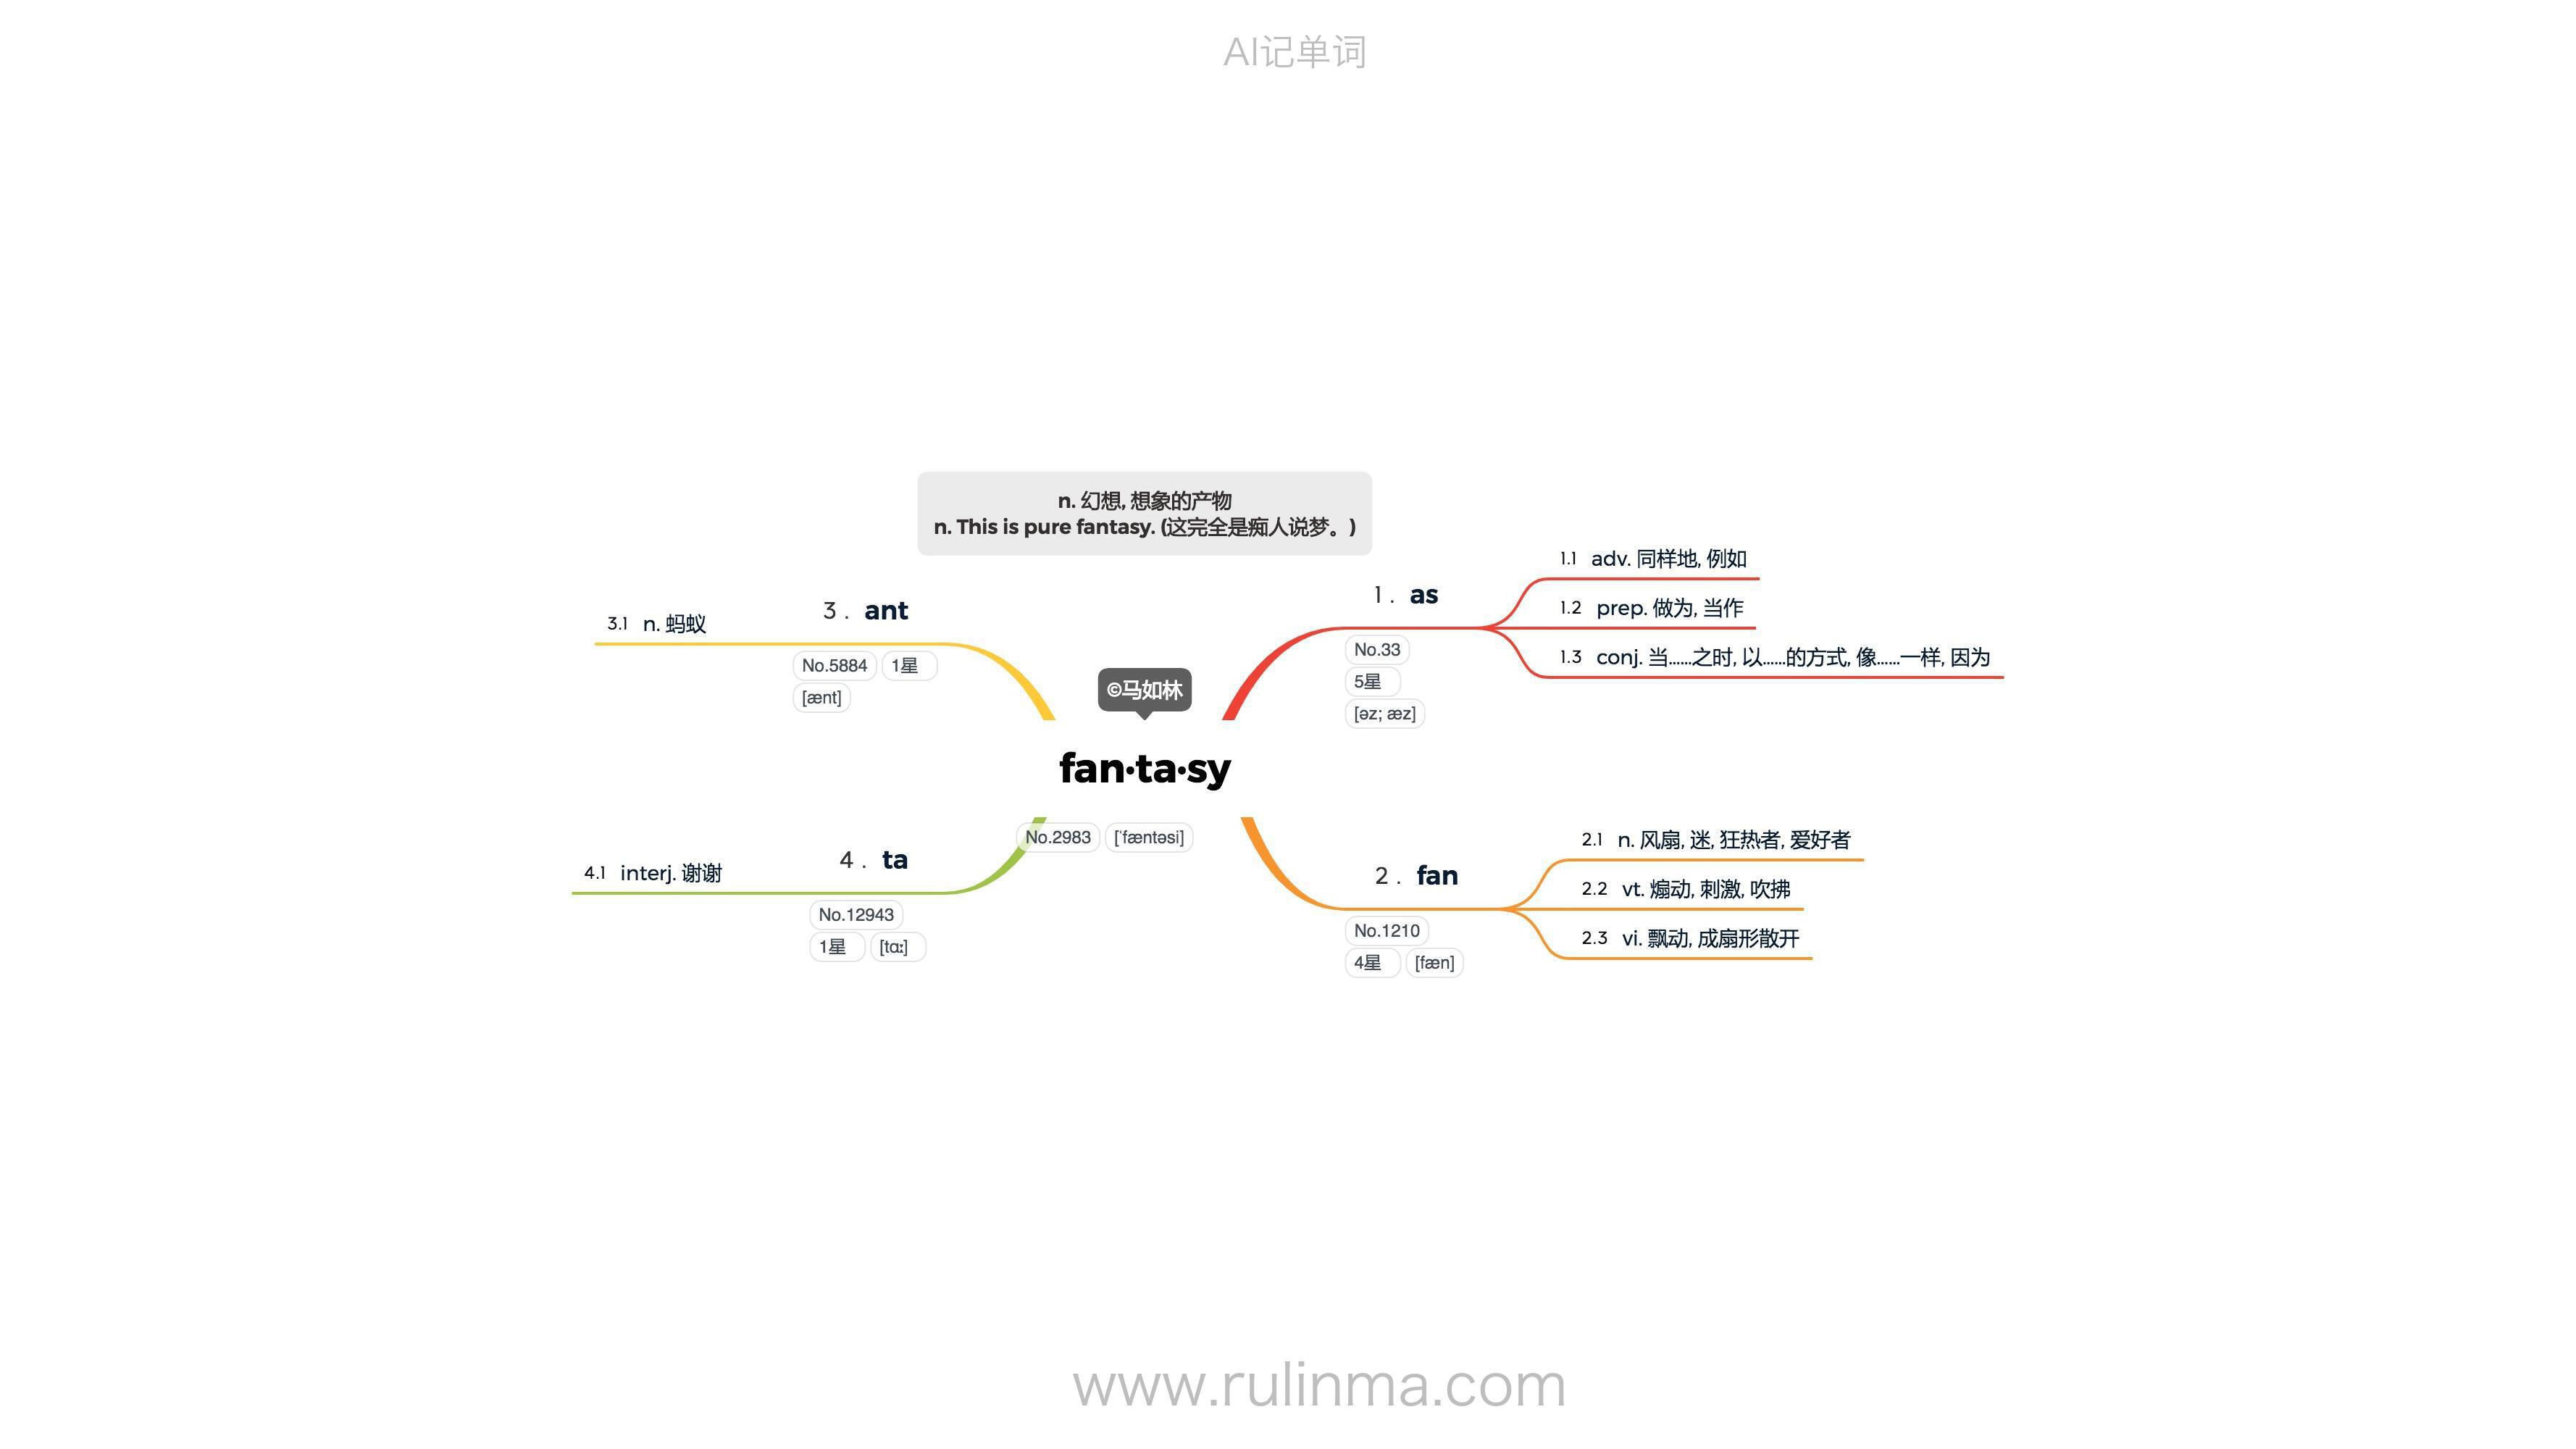 AI记单词
n. 幻想, 想象的产物
n. This is pure fantasy. (这完全是痴人说梦。)
©马如林
fan·ta·sy
No.2983 [ˈfæntəsi]
1 . as
No.33
5星
[əz; æz]
1.1 adv. 同样地, 例如
1.2 prep. 做为, 当作
1.3 conj. 当……之时, 以……的方式, 像……一样, 因为
2 . fan
No.1210
4星 [fæn]
2.1 n. 风扇, 迷, 狂热者, 爱好者
2.2 vt. 煽动, 刺激, 吹拂
2.3 vi. 飘动, 成扇形散开
3 . ant
No.5884 1星
[ænt]
3.1 n. 蚂蚁
4 . ta
No.12943
1星 [tɑː]
4.1 interj. 谢谢
www.rulinma.com